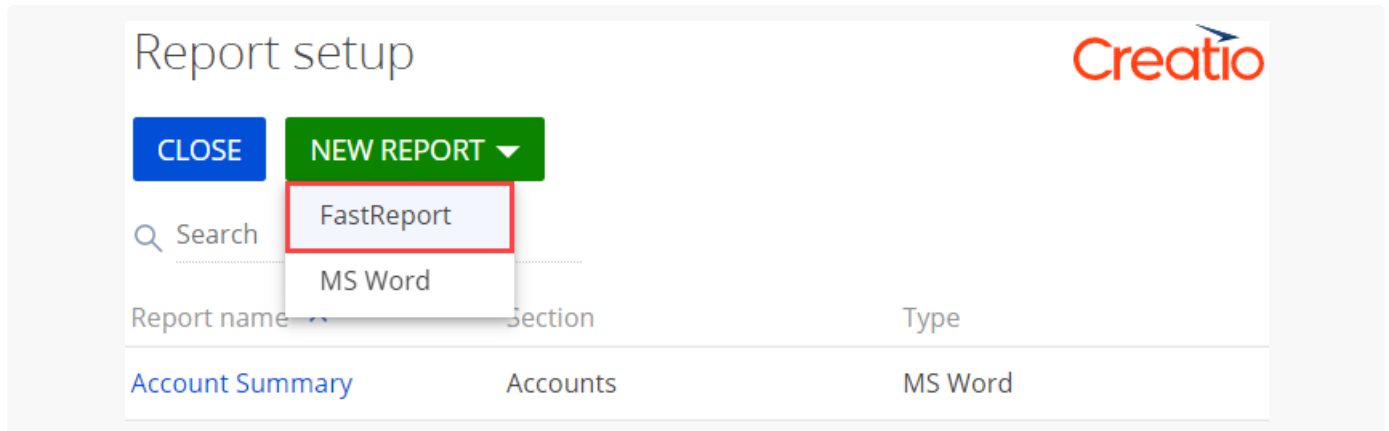 Report setup
Creatio
CLOSE
NEW REPORT
FastReport
Search
MS Word
Report name
Section
Type
Account Summary
Accounts
MS Word